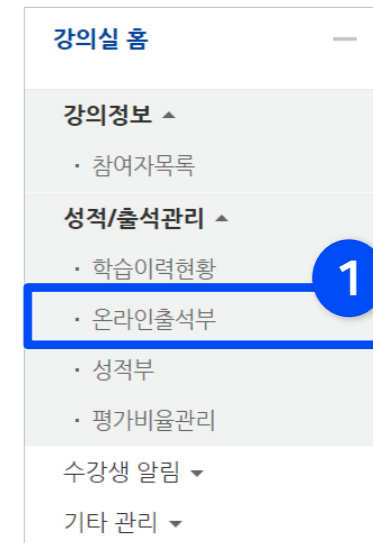 강의실 홈
강의정보
· 참여자목록
성적/출석관리
· 학습이력현황
1
· 온라인출석부
· 성적부
· 평가비율관리
수강생 알림
기타 관리